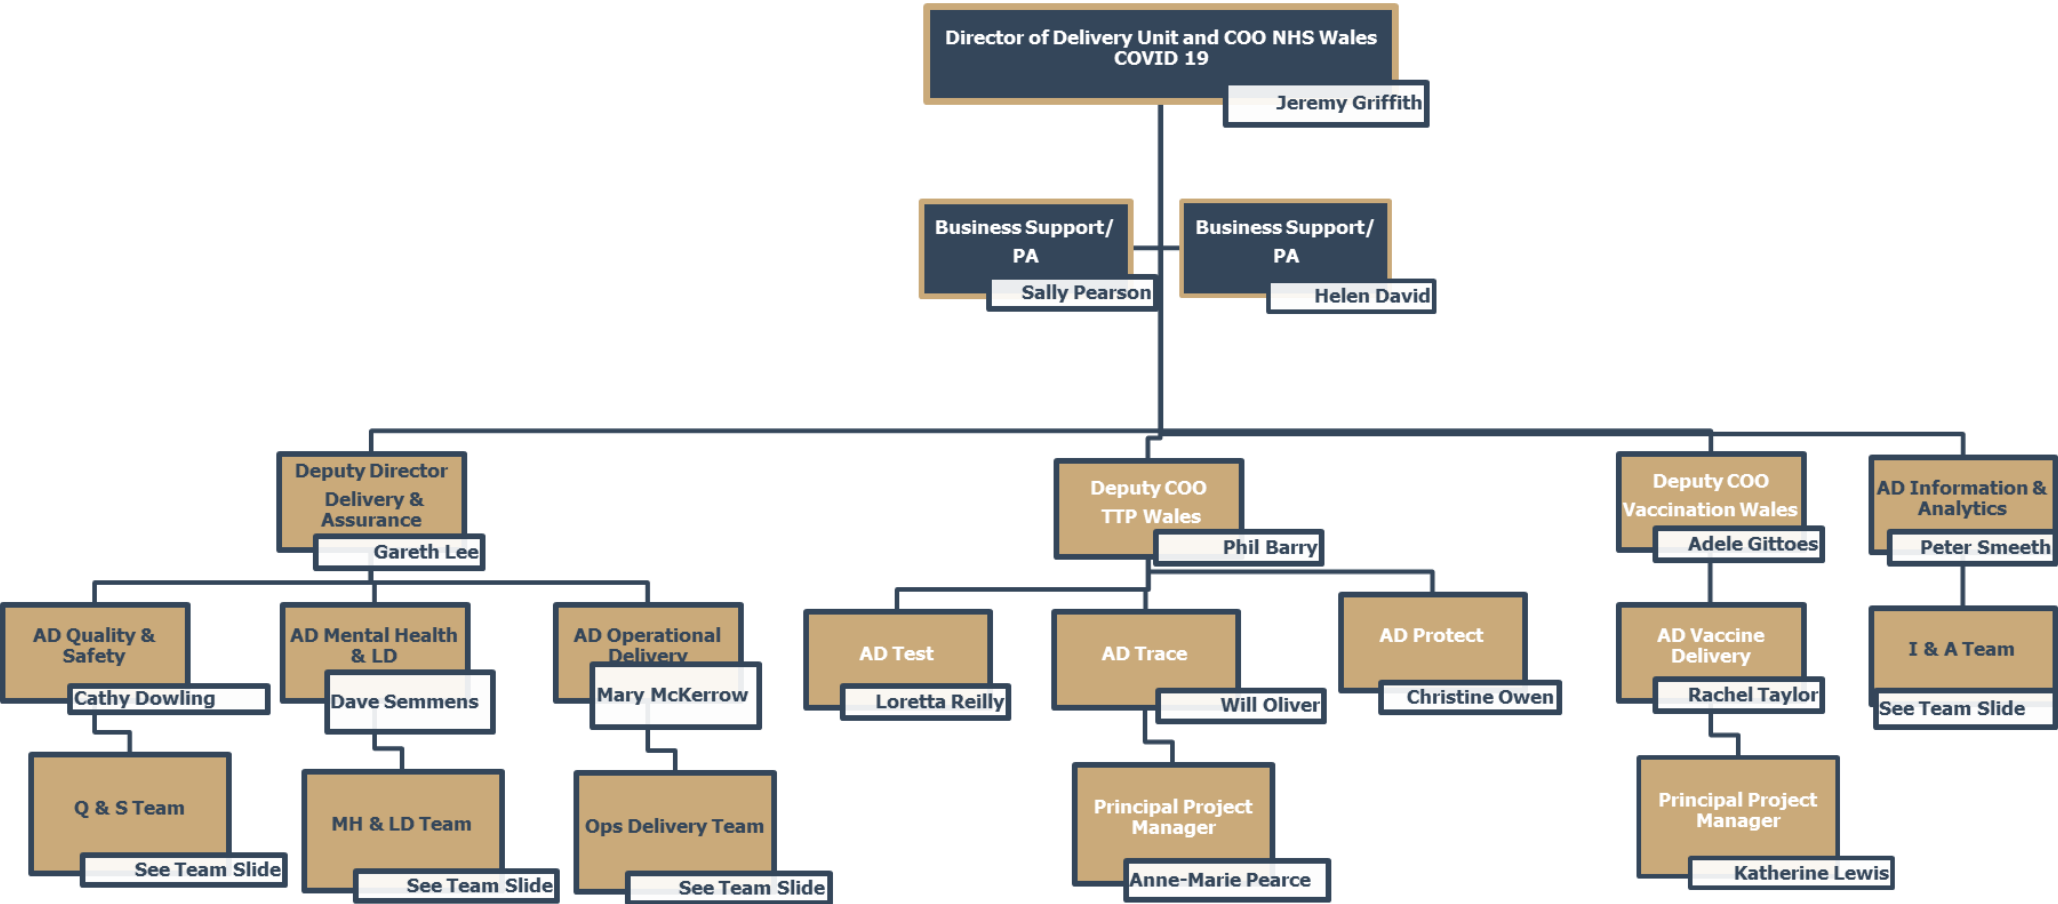 Director of Delivery Unit and COO NHS Wales
COVID 19
Jeremy Griffith
Business Support/
PA
Sally Pearson
Business Support/
PA
Helen David
Deputy Director
Delivery &
Assurance
Gareth Lee
Deputy COO
TTP Wales
Phil Barry
Deputy COO
Vaccination Wales
Adele Gittoes
AD Information &
Analytics
Peter Smeeth
AD Quality &
Safety
Cathy Dowling
AD Mental Health
& LD
Dave Semmens
AD Operational
Delivery
Mary McKerrow
AD Test
Loretta Reilly
AD Trace
Will Oliver
AD Protect
Christine Owen
AD Vaccine
Delivery
Rachel Taylor
I & A Team
See Team Slide
Q & S Team
See Team Slide
MH & LD Team
See Team Slide
Ops Delivery Team
See Team Slide
Principal Project
Manager
Anne-Marie Pearce
Principal Project
Manager
Katherine Lewis